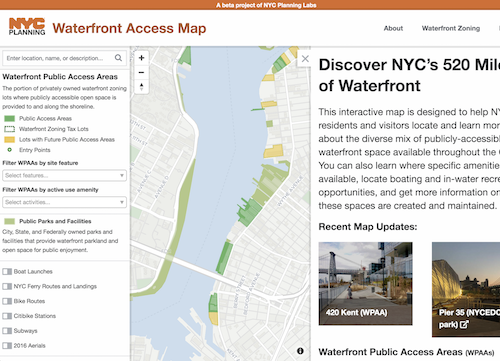 A beta project of NYC Planning Labs
NYC
PLANNING
Waterfront Access Map
About
Waterfront Zoning
Enter location, name, or description...
Waterfront Public Access Areas
The portion of privately owned waterfront zoning
lots where publicly accessible open space is
provided to and along the shoreline.
Public Access Areas
Waterfront Zoning Tax Lots
Lots with Future Public Access Areas
Entry Points
Filter WPAAs by site feature
Select features...
Filter WPAAs by active use amenity
Select activities...
Public Parks and Facilities
City, State, and Federally owned parks and
facilities that provide waterfront parkland and
open space for public enjoyment.
Boat Launches
NYC Ferry Routes and Landings
Bike Routes
Citibike Stations
Subways
2016 Aerials
Discover NYC's 520 Mile
of Waterfront
This interactive map is designed to help NY
residents and visitors locate and learn more
about the diverse mix of publicly-accessible
waterfront space available throughout the C
You can also learn where specific amenities
available, locate boating and in-water recre
opportunities, and get more information on
these spaces are created and maintained.
Recent Map Updates:
420 Kent (WPAA)
Pier 35 (NYCEDC
park)
Waterfront Public Access Areas (WPAAs)